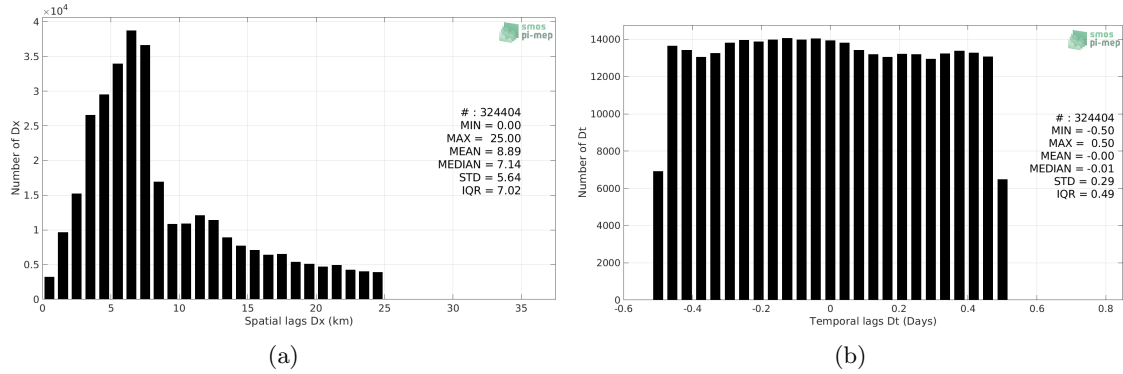 ×10⁴
4
3.5
3
2.5
2
1.5
1
0.5
0
Number of Dx
0 5 10 15 20 25 30 35
Spatial lags Dx (km)
smos
pi-mep
# : 324404
MIN = 0.00
MAX = 25.00
MEAN = 8.89
MEDIAN = 7.14
STD = 5.64
IQR = 7.02
(a)
14000
12000
10000
8000
6000
4000
2000
0
Number of Dt
-0.6 -0.4 -0.2 0 0.2 0.4 0.6 0.8
Temporal lags Dt (Days)
smos
pi-mep
# : 324404
MIN = -0.50
MAX = 0.50
MEAN = -0.00
MEDIAN = -0.01
STD = 0.29
IQR = 0.49
(b)